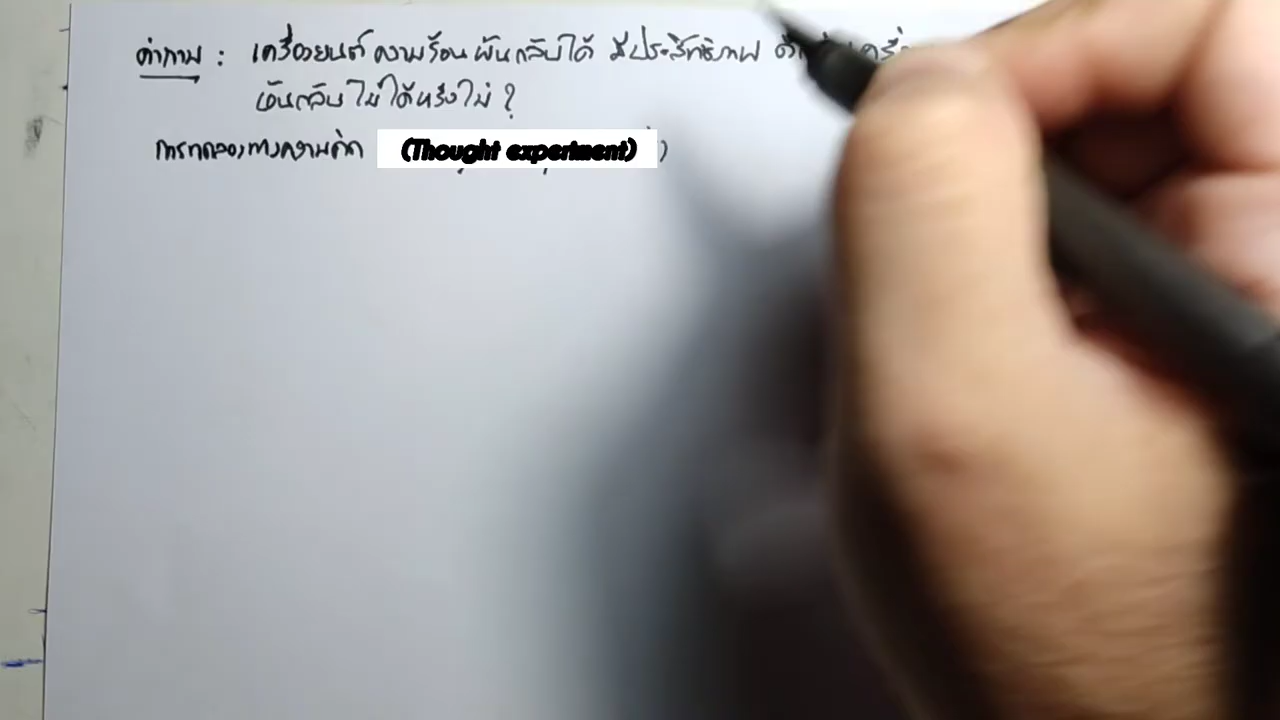 คำถาม : เครื่องยนต์ความร้อนผันกลับได้ มีประสิทธิภาพ
ผันกลับไม่ได้หรือไม่ ?
การทดลองทางความคิด (Thought experiment)